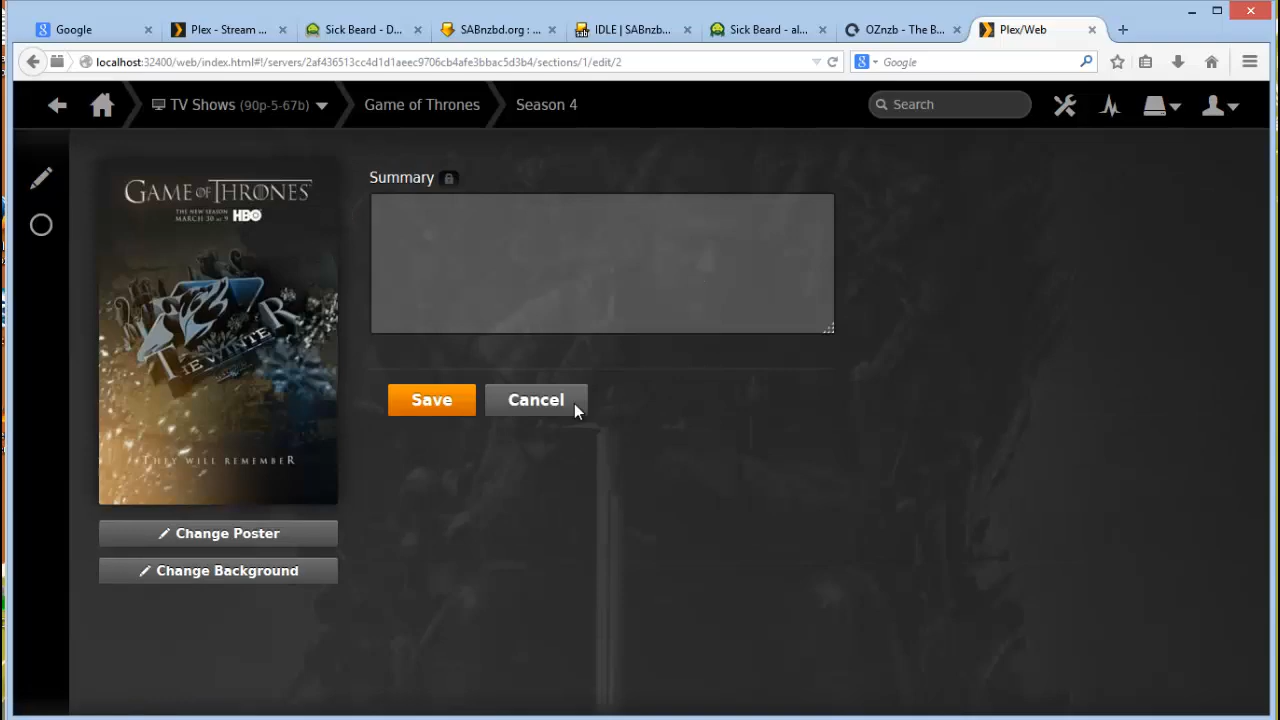 Google
Plex - Stream ...
Sick Beard - D...
SABnzbd.org : ...
IDLE | SABnzb...
Sick Beard - al...
OZnzb - The B...
Plex/Web
localhost:32400/web/index.html#!/servers/2af436513cc4d1d1aeec9706cb4afe3bbac5d3b4/sections/1/edit/2
Google
TV Shows (90p-5-67b)
Game of Thrones
Season 4
Search
GAME OF THRONES
THE NEW SEASON
MARCH 30 AT 9 HBO
THEY WILL REMEMBER
Summary
Save
Cancel
Change Poster
Change Background